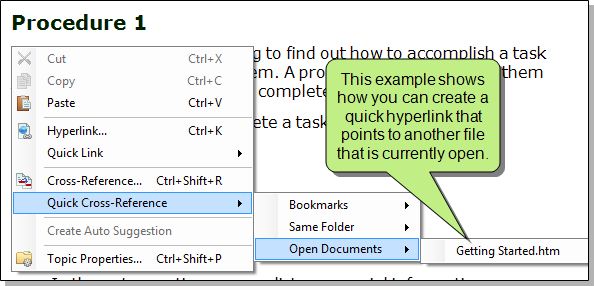 Procedure 1
g to find out how to accomplish a task
em. A pro
them
complete
ete a task
Cut Ctrl+X
Copy Ctrl+C
Paste Ctrl+V
Hyperlink... Ctrl+K
Quick Link
Cross-Reference... Ctrl+Shift+R
Quick Cross-Reference
Create Auto Suggestion
Topic Properties... Ctrl+Shift+P
Bookmarks
Same Folder
Open Documents
Getting Started.htm
This example shows
how you can create a
quick hyperlink that
points to another file
that is currently open.